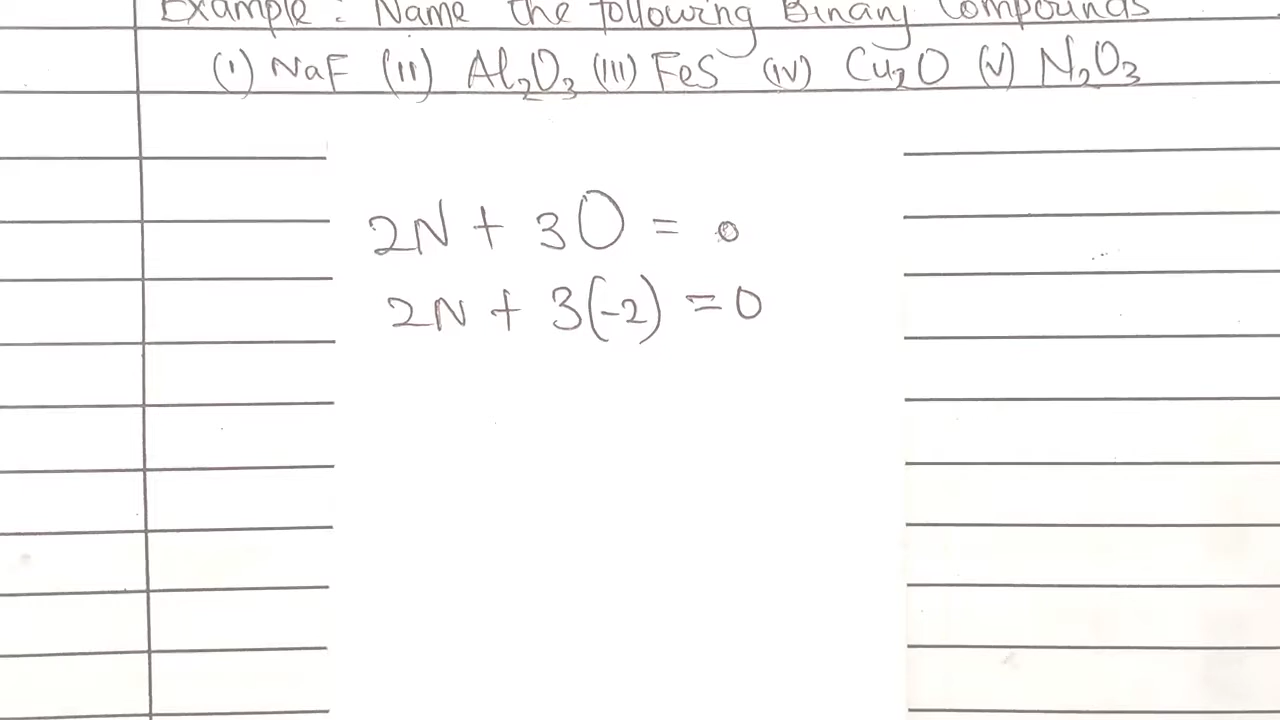 Example: Name the following Binary Compounds
(i) NaF (ii) Al₂O₃ (iii) FeS (iv) Cu₂O (v) N₂O₃
2N + 3O = 0
2N + 3(-2) = 0